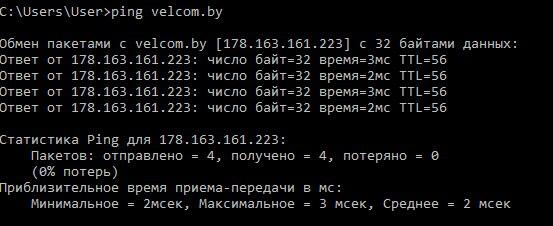 C:\Users\User>ping velcom.by
Обмен пакетами с velcom.by [178.163.161.223] с 32 байтами данных:
Ответ от 178.163.161.223: число байт=32 время=3мс TTL=56
Ответ от 178.163.161.223: число байт=32 время=2мс TTL=56
Ответ от 178.163.161.223: число байт=32 время=3мс TTL=56
Ответ от 178.163.161.223: число байт=32 время=2мс TTL=56
Статистика Ping для 178.163.161.223:
Пакетов: отправлено = 4, получено = 4, потеряно = 0
(0% потерь)
Приблизительное время приема-передачи в мс:
Минимальное = 2мсек, Максимальное = 3 мсек, Среднее = 2 мсек